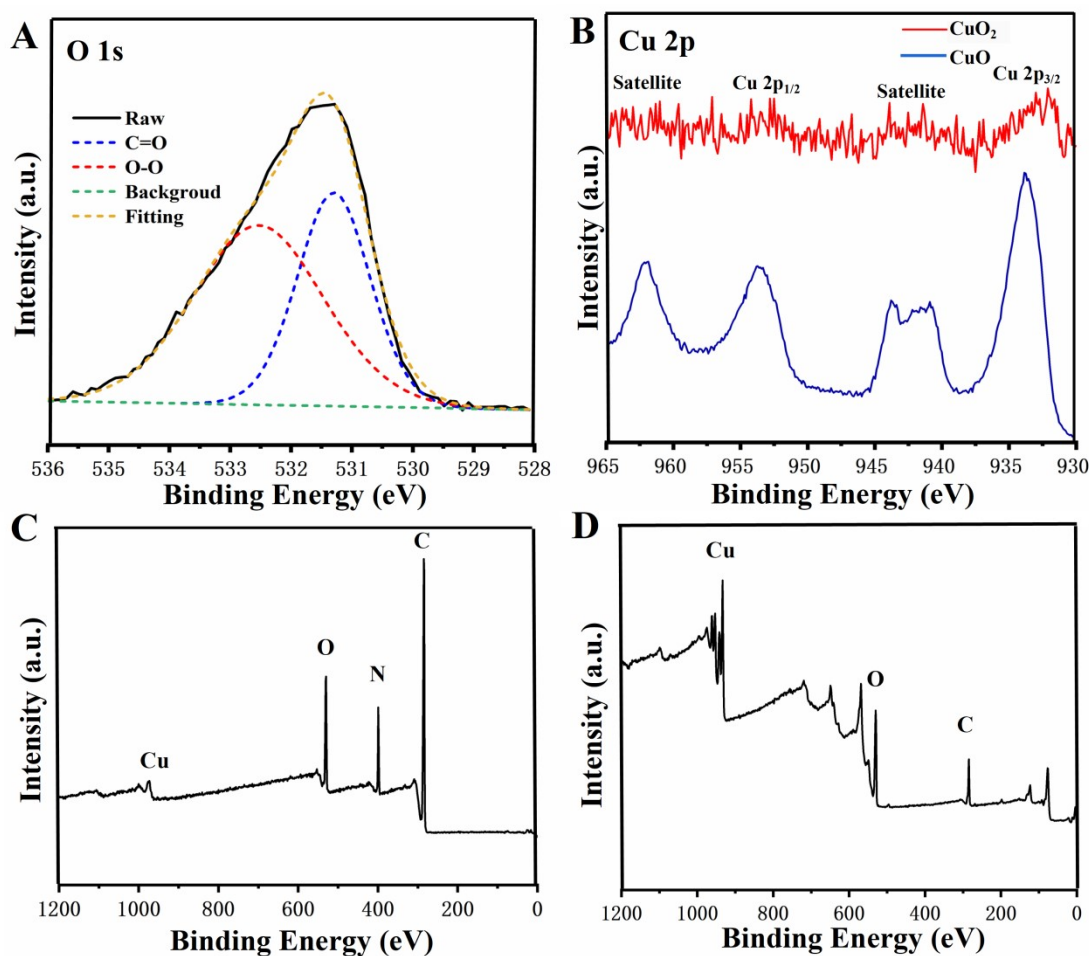 A
O 1s
Raw
C=O
O-O
Backgroud
Fitting
Intensity (a.u.)
536 535 534 533 532 531 530 529 528
Binding Energy (eV)
B
Cu 2p
CuO2
CuO
Satellite
Cu 2p1/2
Satellite
Cu 2p3/2
Intensity (a.u.)
965 960 955 950 945 940 935 930
Binding Energy (eV)
C
Cu
O
N
C
Intensity (a.u.)
1200 1000 800 600 400 200 0
Binding Energy (eV)
D
Cu
O
C
Intensity (a.u.)
1200 1000 800 600 400 200 0
Binding Energy (eV)